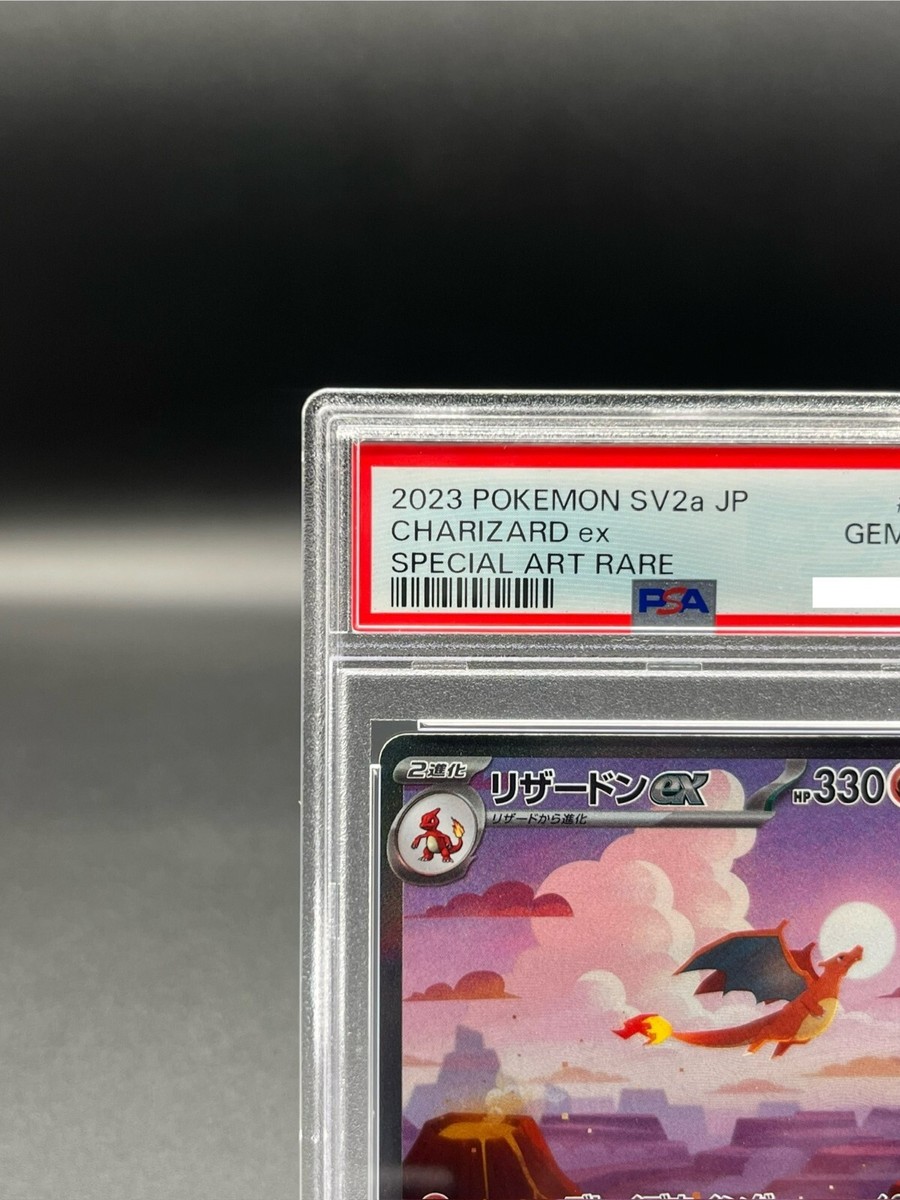 2023 POKEMON SV2a JP
CHARIZARD ex
GEM
SPECIAL ART RARE
PSA
2進化
リザードンex
HP330
リザードから進化